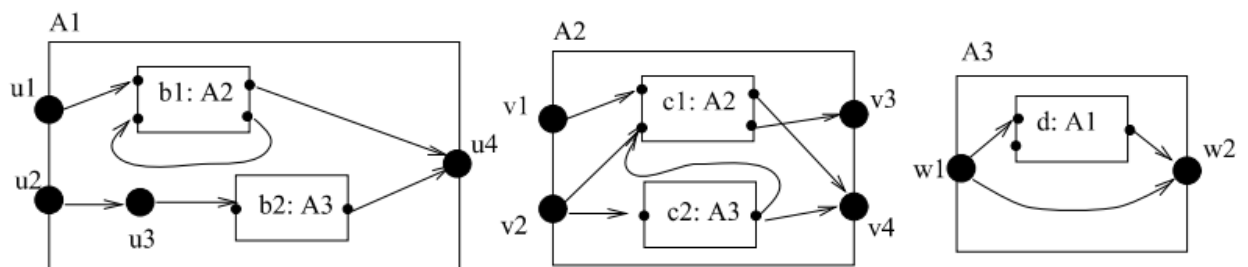 A1
u1
b1: A2
u2
u3
b2: A3
u4
A2
v1
c1: A2
v3
v2
c2: A3
v4
A3
d: A1
w1
w2